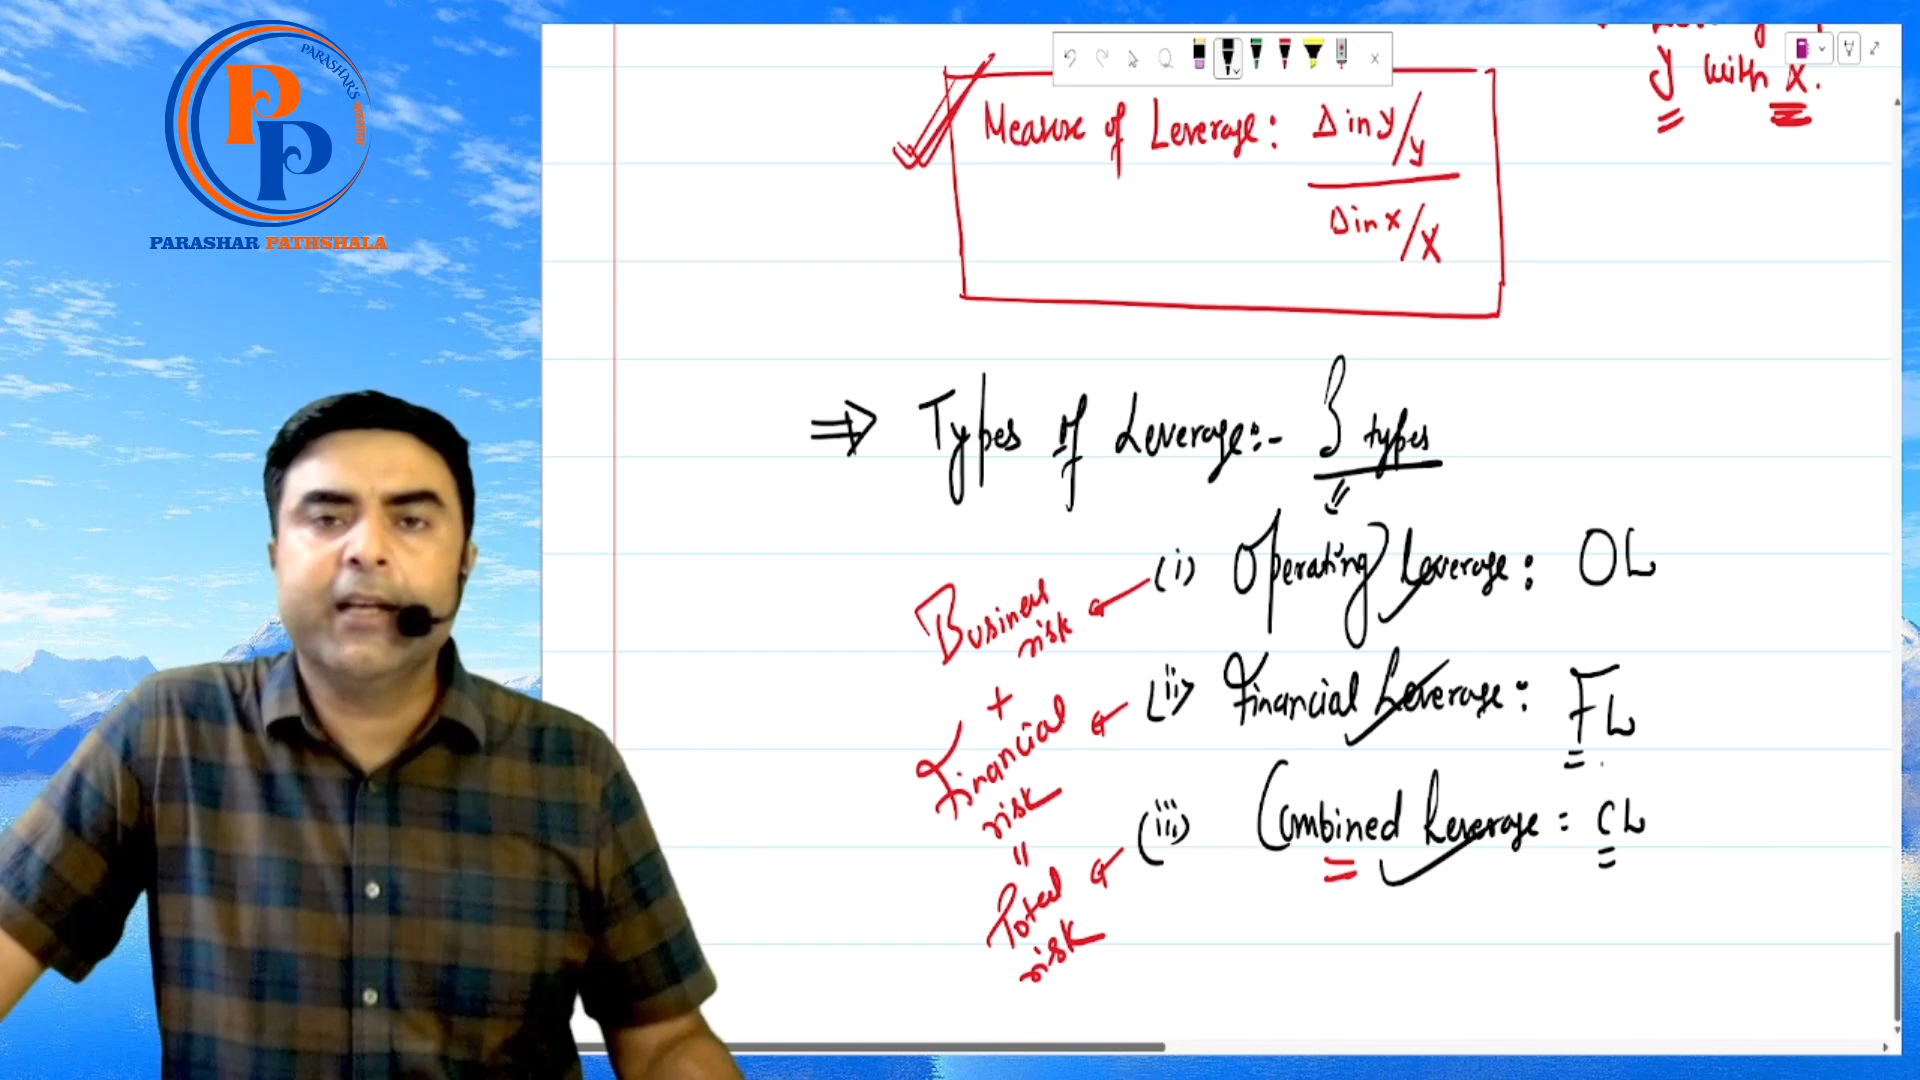 PARASHAR'S
PP
PARASHAR PATHSHALA
y with x.
Measure of Leverage: Δ in y/y
Δ in x/X
⇒ Types of Leverage:- 3 types
(i) Operating Leverage: OL
Business risk
+
(ii) Financial Leverage: FL
Financial risk
=
(iii) Combined Leverage: CL
Total risk